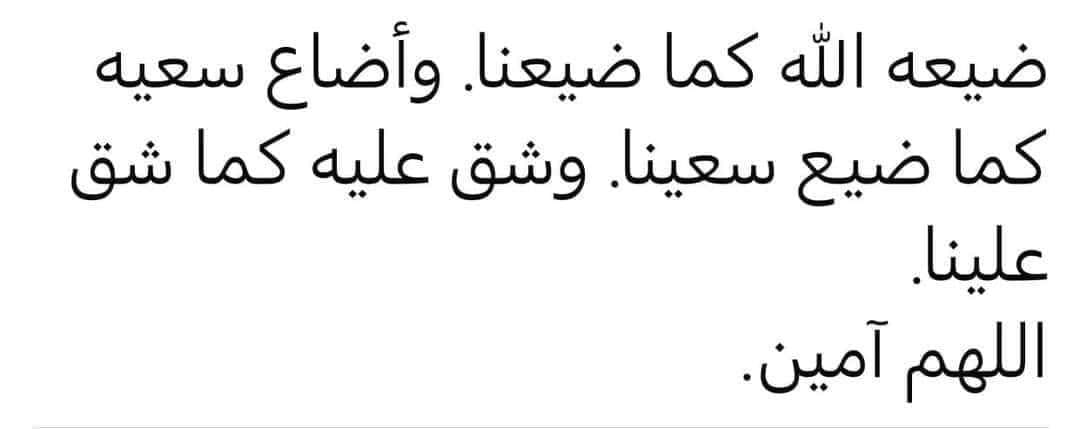 ضيعه الله كما ضيعنا. وأضاع سعيه
كما ضيع سعينا. وشق عليه كما شق
علينا.
اللهم آمين.